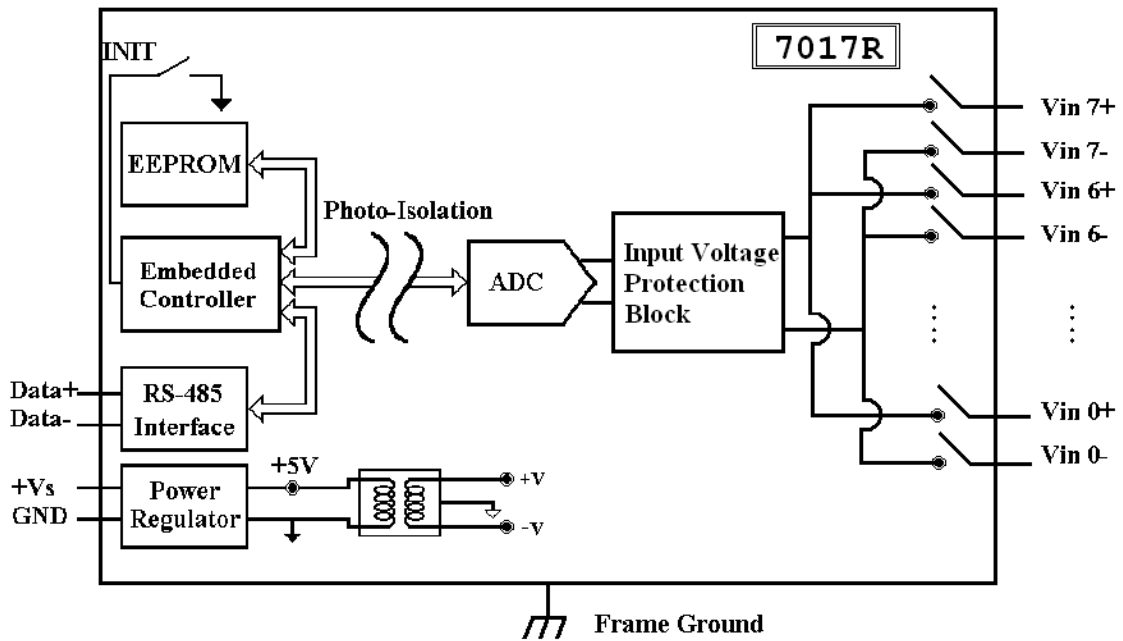 7017R
INIT
EEPROM
Photo-Isolation
Embedded
Controller
ADC
Input Voltage
Protection
Block
Vin 7+
Vin 7-
Vin 6+
Vin 6-
Data+
Data-
RS-485
Interface
Vin 0+
Vin 0-
+Vs
GND
Power
Regulator
+5V
+V
-V
Frame Ground